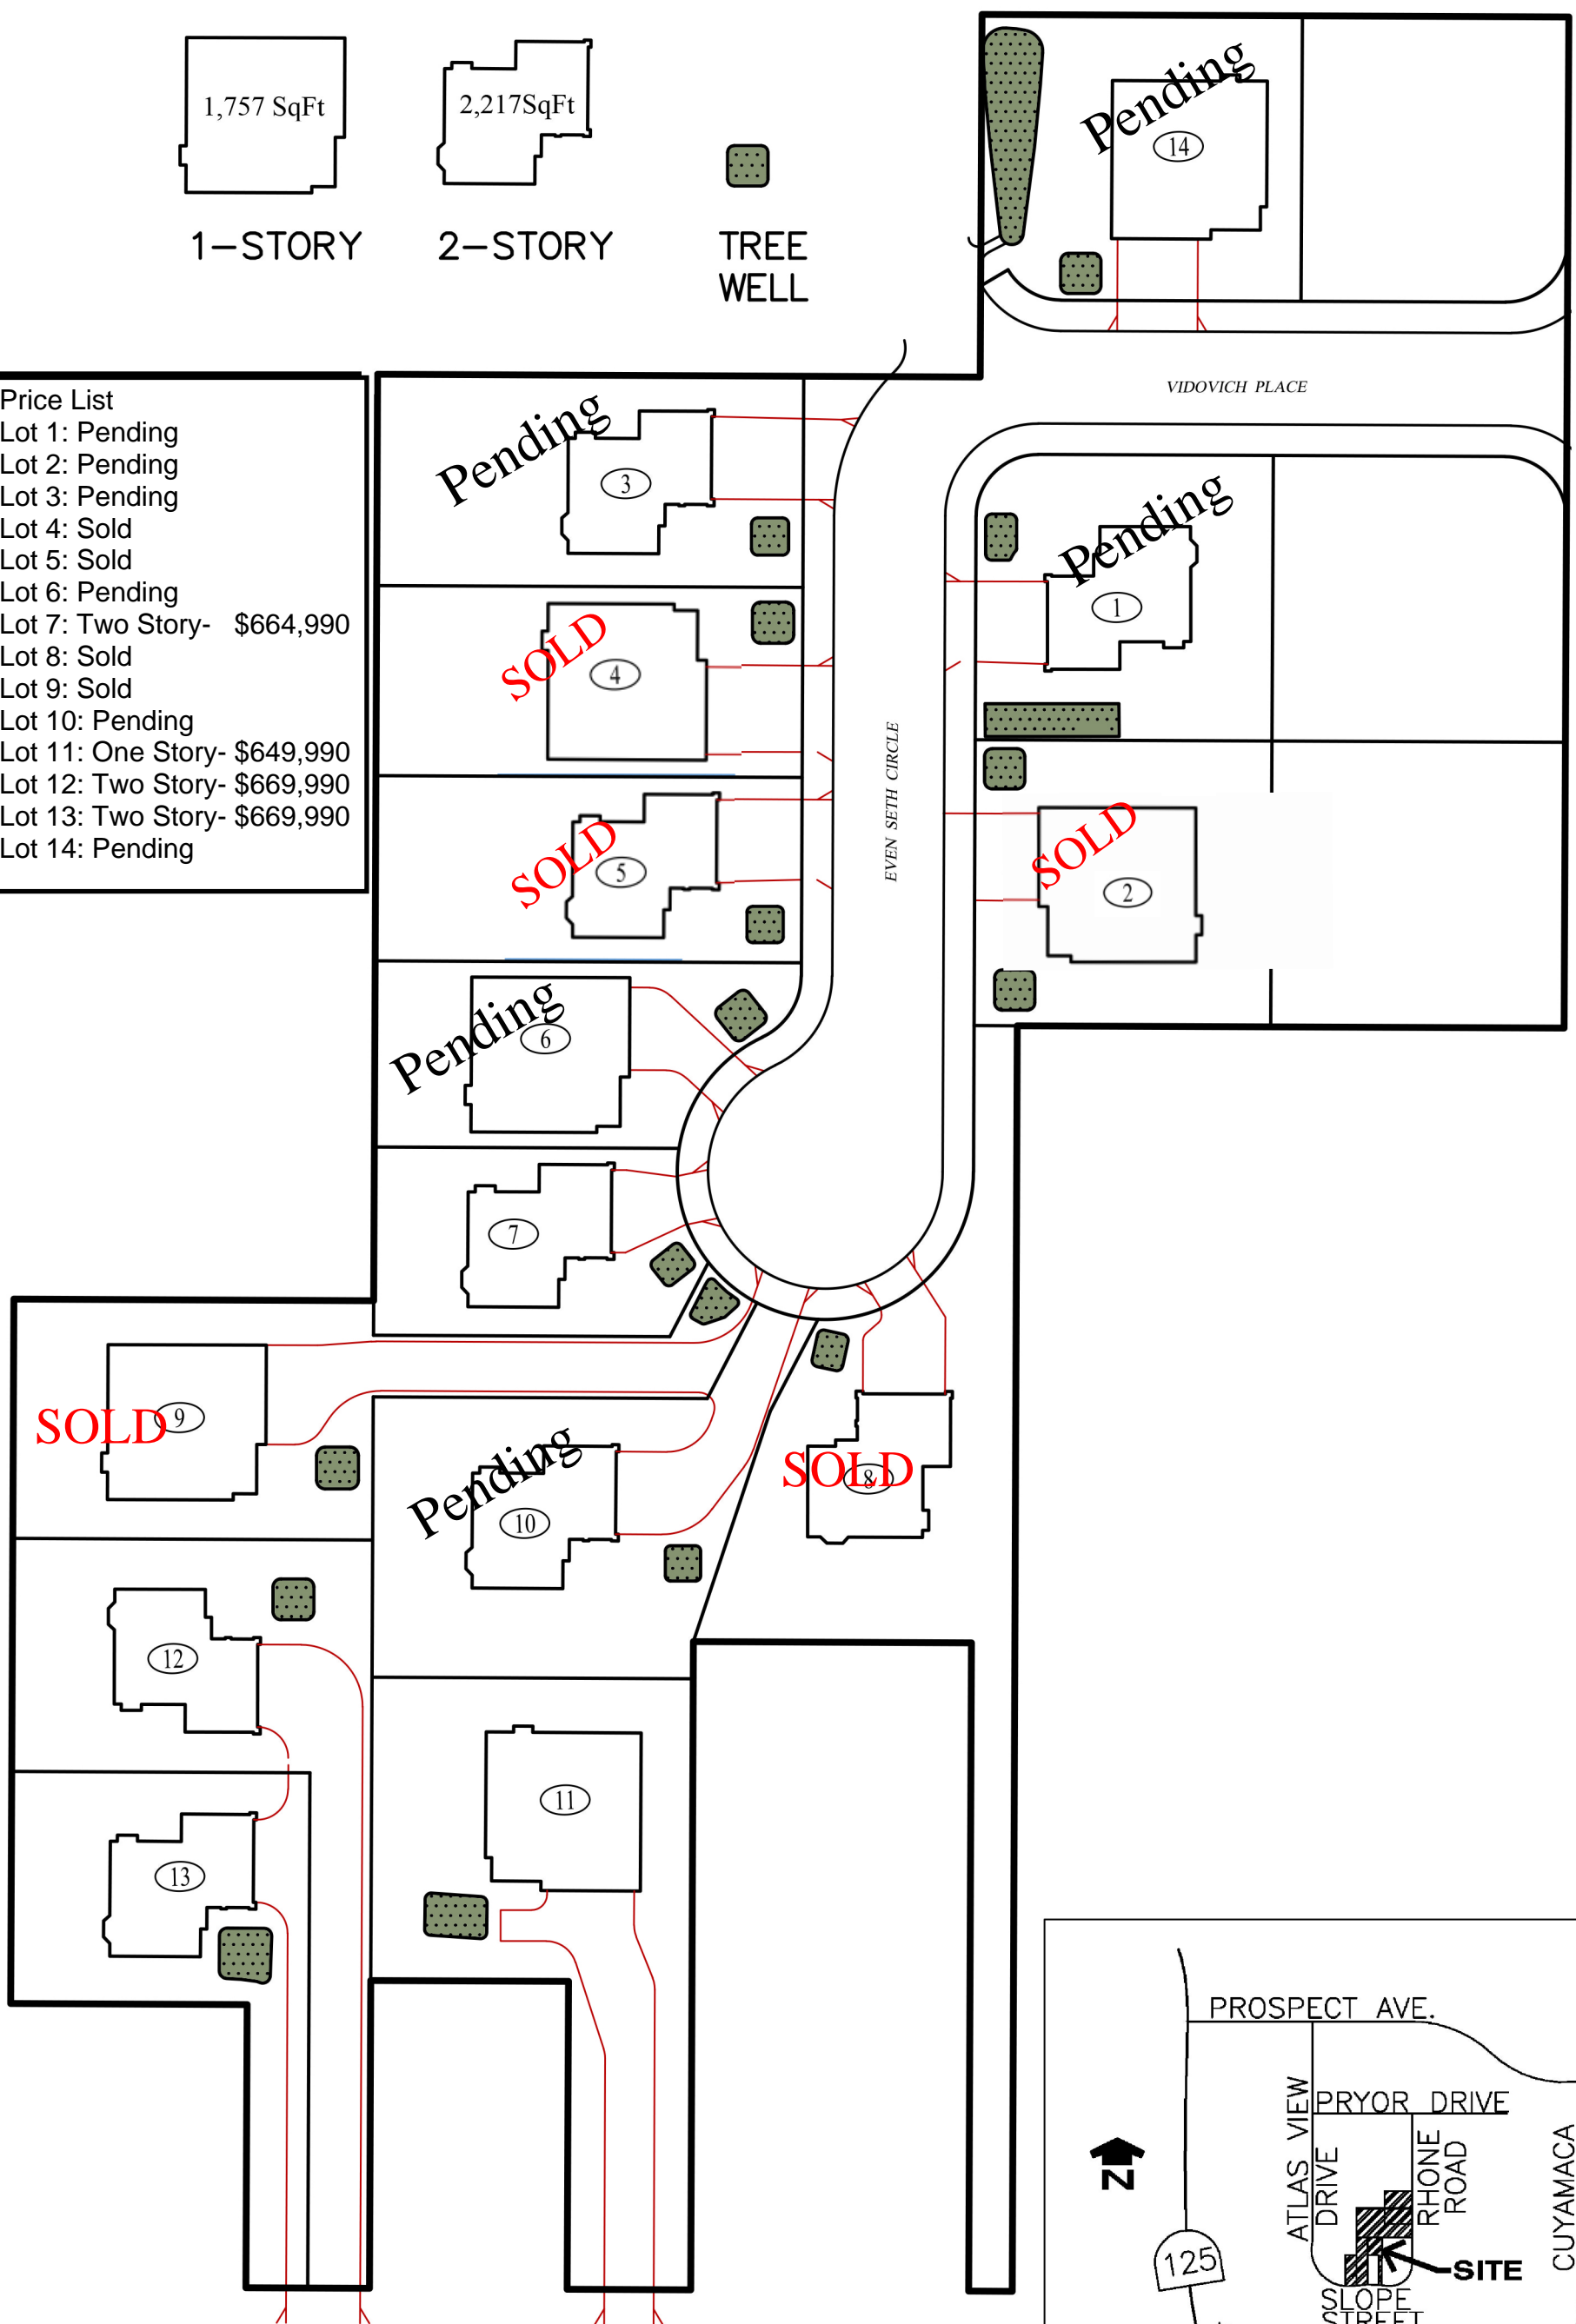 1,757 SqFt
2,217SqFt
1-STORY
2-STORY
TREE
WELL
Pending
14
VIDOVICH PLACE
Price List
Lot 1: Pending
Lot 2: Pending
Lot 3: Pending
Lot 4: Sold
Lot 5: Sold
Lot 6: Pending
Lot 7: Two Story- $664,990
Lot 8: Sold
Lot 9: Sold
Lot 10: Pending
Lot 11: One Story- $649,990
Lot 12: Two Story- $669,990
Lot 13: Two Story- $669,990
Lot 14: Pending
Pending
3
Pending
1
SOLD
4
EVEN SETH CIRCLE
SOLD
5
SOLD
2
Pending
6
7
SOLD
9
Pending
10
SOLD
8
12
11
13
PROSPECT AVE.
PRYOR DRIVE
ATLAS VIEW
DRIVE
RHONE
ROAD
CUYAMACA
N
125
SITE
SLOPE
STREET